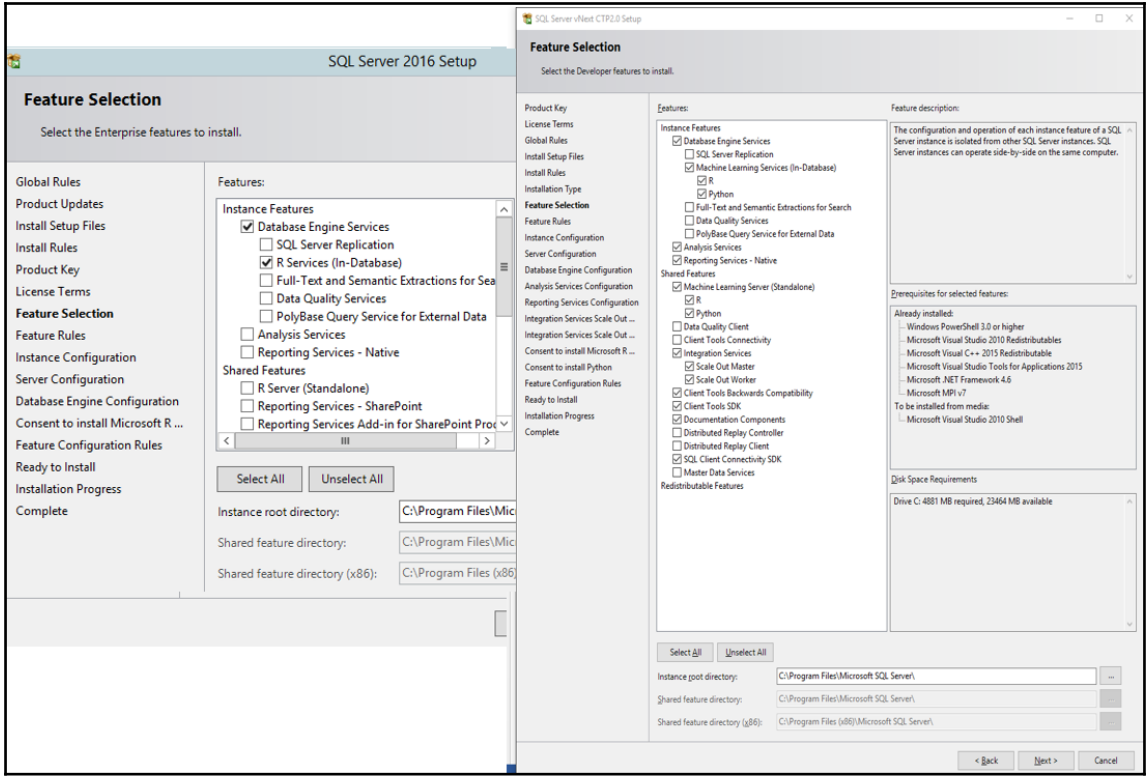 SQL Server 2016 Setup
Feature Selection
Select the Enterprise features to install.
Global Rules
Product Updates
Install Setup Files
Install Rules
Product Key
License Terms
Feature Selection
Feature Rules
Instance Configuration
Server Configuration
Database Engine Configuration
Consent to install Microsoft R ...
Feature Configuration Rules
Ready to Install
Installation Progress
Complete
Features:
Instance Features
Database Engine Services
SQL Server Replication
R Services (In-Database)
Full-Text and Semantic Extractions for Sea
Data Quality Services
PolyBase Query Service for External Data
Analysis Services
Reporting Services - Native
Shared Features
R Server (Standalone)
Reporting Services - SharePoint
Reporting Services Add-in for SharePoint Prod
Select All
Unselect All
Instance root directory:
C:\Program Files\Mic
Shared feature directory:
C:\Program Files\Mic
Shared feature directory (x86):
C:\Program Files (x86)
SQL Server vNext CTP2.0 Setup
Feature Selection
Select the Developer features to install.
Product Key
License Terms
Global Rules
Install Setup Files
Install Rules
Installation Type
Feature Selection
Feature Rules
Instance Configuration
Server Configuration
Database Engine Configuration
Analysis Services Configuration
Reporting Services Configuration
Integration Services Scale Out ...
Integration Services Scale Out ...
Consent to install Microsoft R ...
Consent to install Python
Feature Configuration Rules
Ready to Install
Installation Progress
Complete
Features:
Instance Features
Database Engine Services
SQL Server Replication
Machine Learning Services (In-Database)
R
Python
Full-Text and Semantic Extractions for Search
Data Quality Services
PolyBase Query Service for External Data
Analysis Services
Reporting Services - Native
Shared Features
Machine Learning Server (Standalone)
R
Python
Data Quality Client
Client Tools Connectivity
Integration Services
Scale Out Master
Scale Out Worker
Client Tools Backwards Compatibility
Client Tools SDK
Documentation Components
Distributed Replay Controller
Distributed Replay Client
SQL Client Connectivity SDK
Master Data Services
Redistributable Features
Feature description:
The configuration and operation of each instance feature of a SQL
Server instance is isolated from other SQL Server instances. SQL
Server instances can operate side-by-side on the same computer.
Prerequisites for selected features:
Already installed:
Windows PowerShell 3.0 or higher
Microsoft Visual Studio 2010 Redistributables
Microsoft Visual C++ 2015 Redistributable
Microsoft Visual Studio Tools for Applications 2015
Microsoft .NET Framework 4.6
Microsoft MPI v7
To be installed from media:
Microsoft Visual Studio 2010 Shell
Disk Space Requirements
Drive C: 4881 MB required, 23464 MB available
Select All
Unselect All
Instance root directory:
C:\Program Files\Microsoft SQL Server\
...
Shared feature directory:
C:\Program Files\Microsoft SQL Server\
...
Shared feature directory (x86):
C:\Program Files (x86)\Microsoft SQL Server\
...
< Back
Next >
Cancel